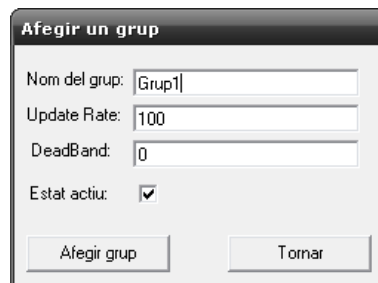 Afegir un grup
Nom del grup: Grup1
Update Rate: 100
DeadBand: 0
Estat actiu:
Afegir grup Tornar